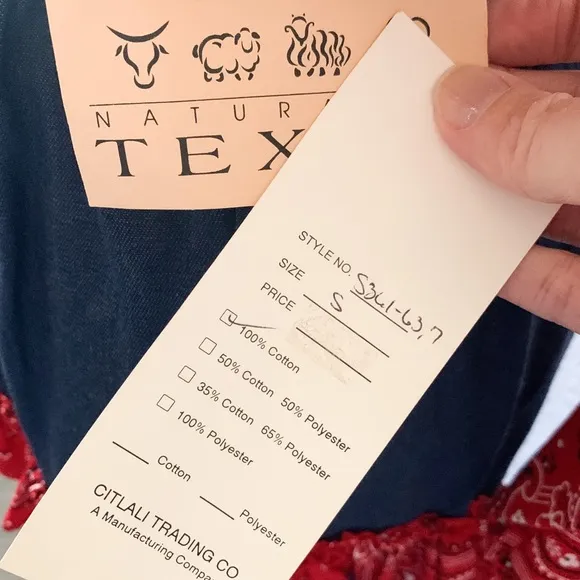 NATURA
TEX
STYLE NO. S361-63,7
SIZE S
PRICE
100% Cotton
50% Cotton 50% Polyester
35% Cotton 65% Polyester
100% Polyester
Cotton Polyester
CITLALI TRADING CO
A Manufacturing Compa